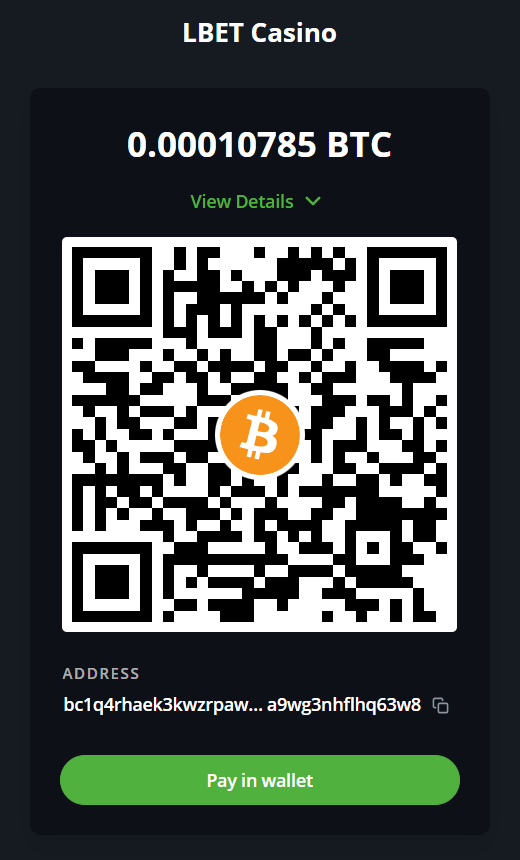 LBET Casino
0.00010785 BTC
View Details
ADDRESS
bc1q4rhaek3kwzrpaw... a9wg3nhflhq63w8
Pay in wallet